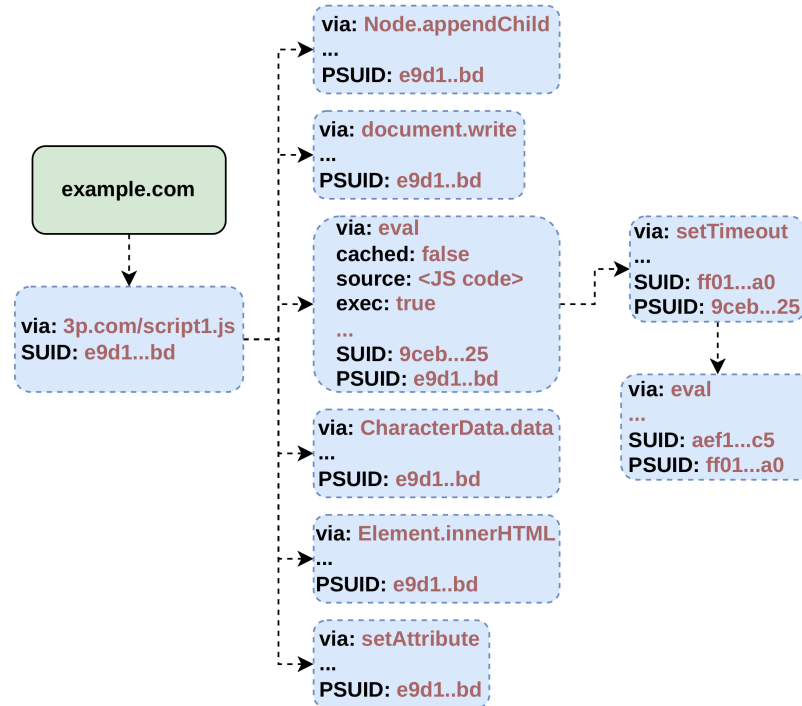 example.com
via: 3p.com/script1.js
SUID: e9d1...bd
via: Node.appendChild
...
PSUID: e9d1..bd
via: document.write
...
PSUID: e9d1..bd
via: eval
cached: false
source: <JS code>
exec: true
...
SUID: 9ceb...25
PSUID: e9d1..bd
via: CharacterData.data
...
PSUID: e9d1..bd
via: Element.innerHTML
...
PSUID: e9d1..bd
via: setAttribute
...
PSUID: e9d1..bd
via: setTimeout
...
SUID: ff01...a0
PSUID: 9ceb...25
via: eval
...
SUID: aef1...c5
PSUID: ff01...a0